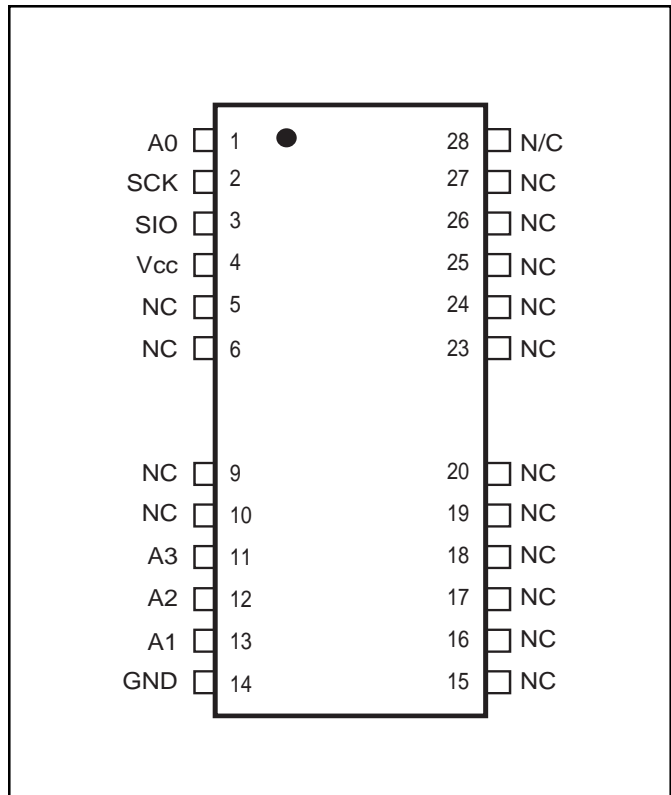 A0 1 28 N/C
SCK 2 27 NC
SIO 3 26 NC
Vcc 4 25 NC
NC 5 24 NC
NC 6 23 NC
NC 9 20 NC
NC 10 19 NC
A3 11 18 NC
A2 12 17 NC
A1 13 16 NC
GND 14 15 NC